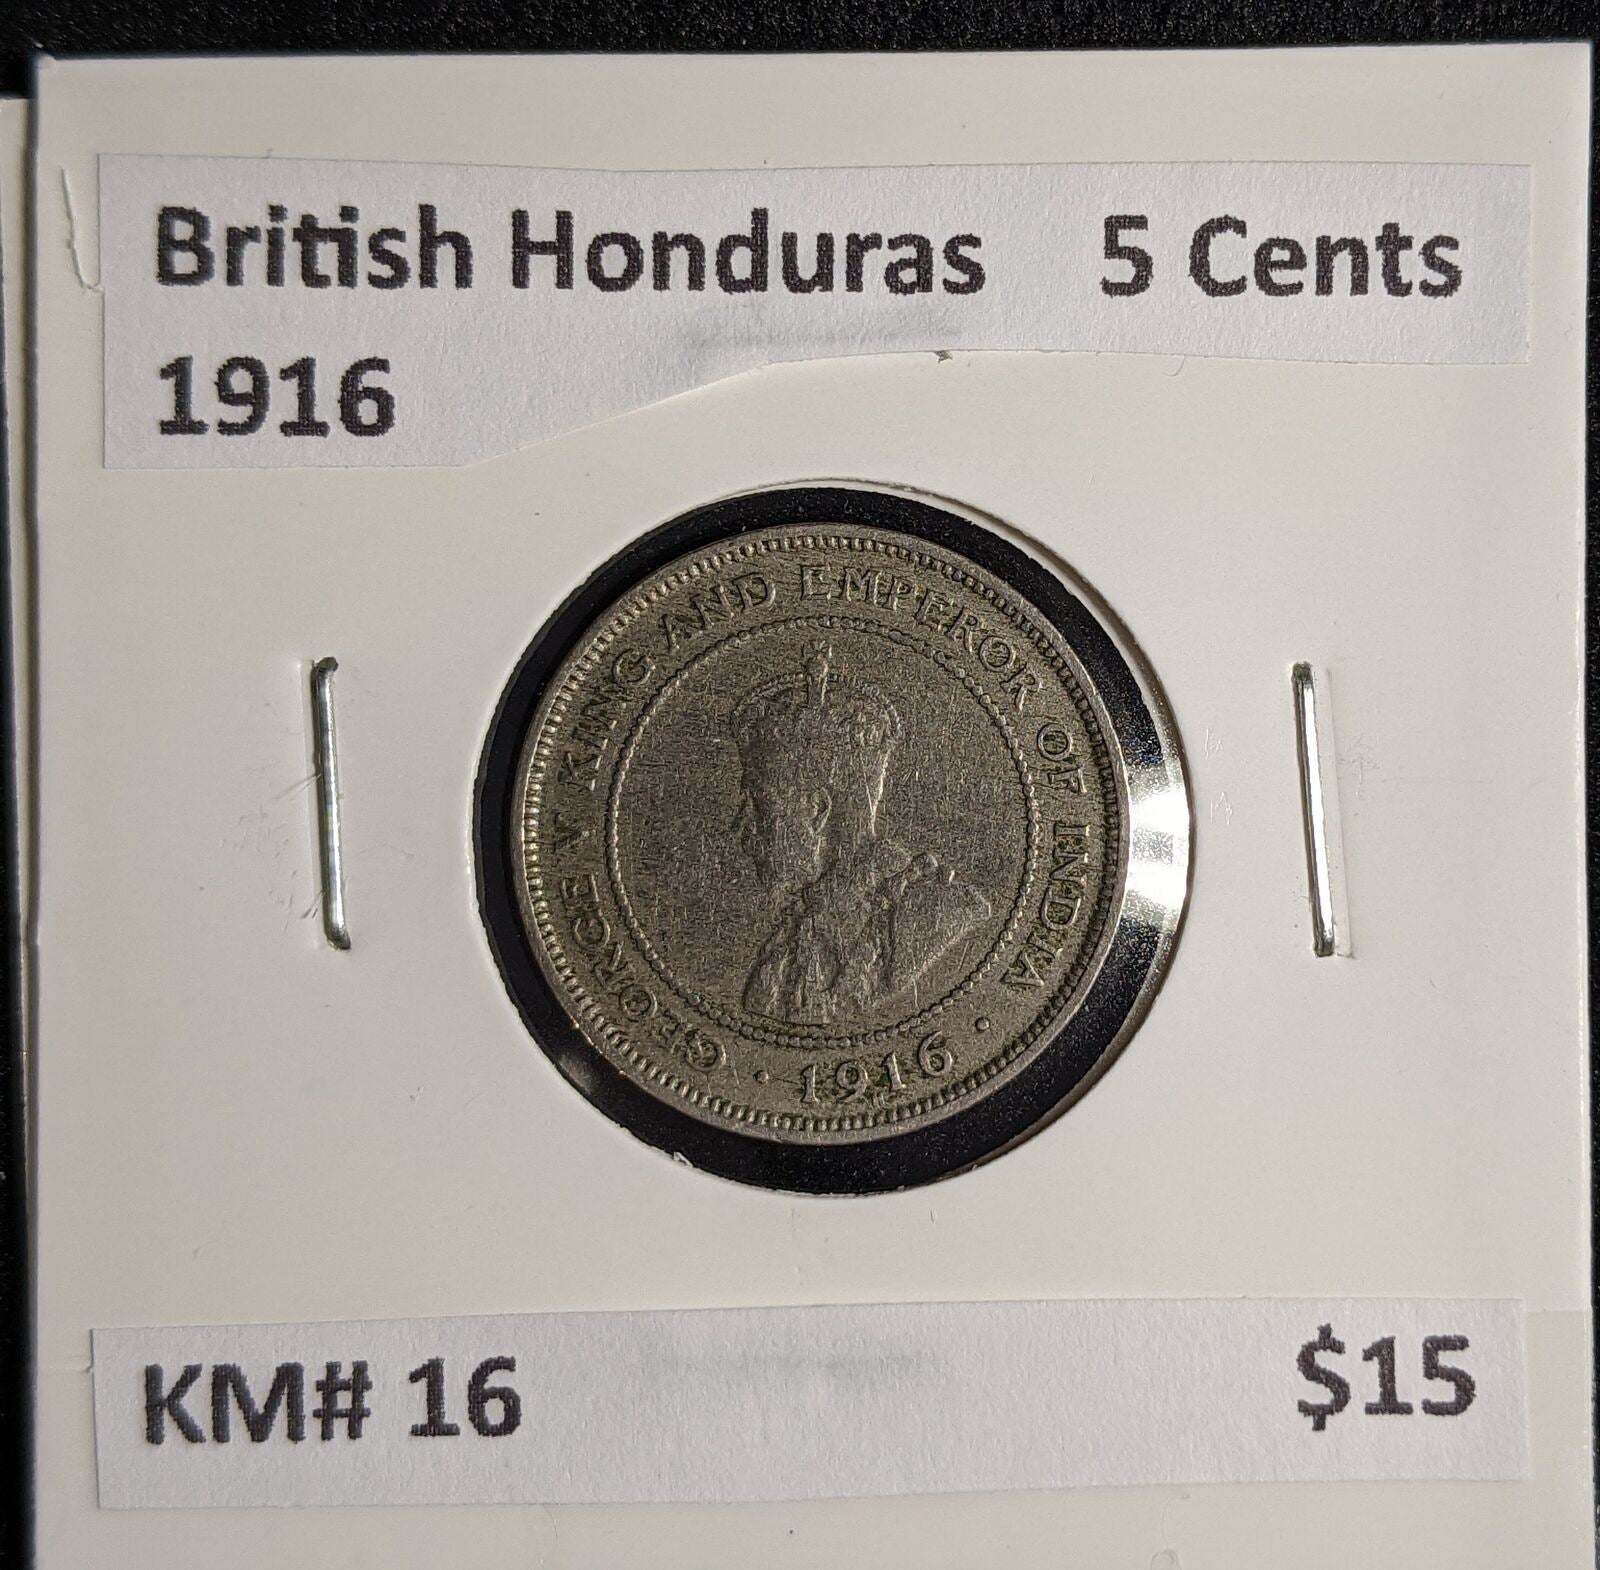 British Honduras 5 Cents
1916
GEORGE V KING AND EMPEROR OF INDIA
· 1916 ·
KM# 16 $15